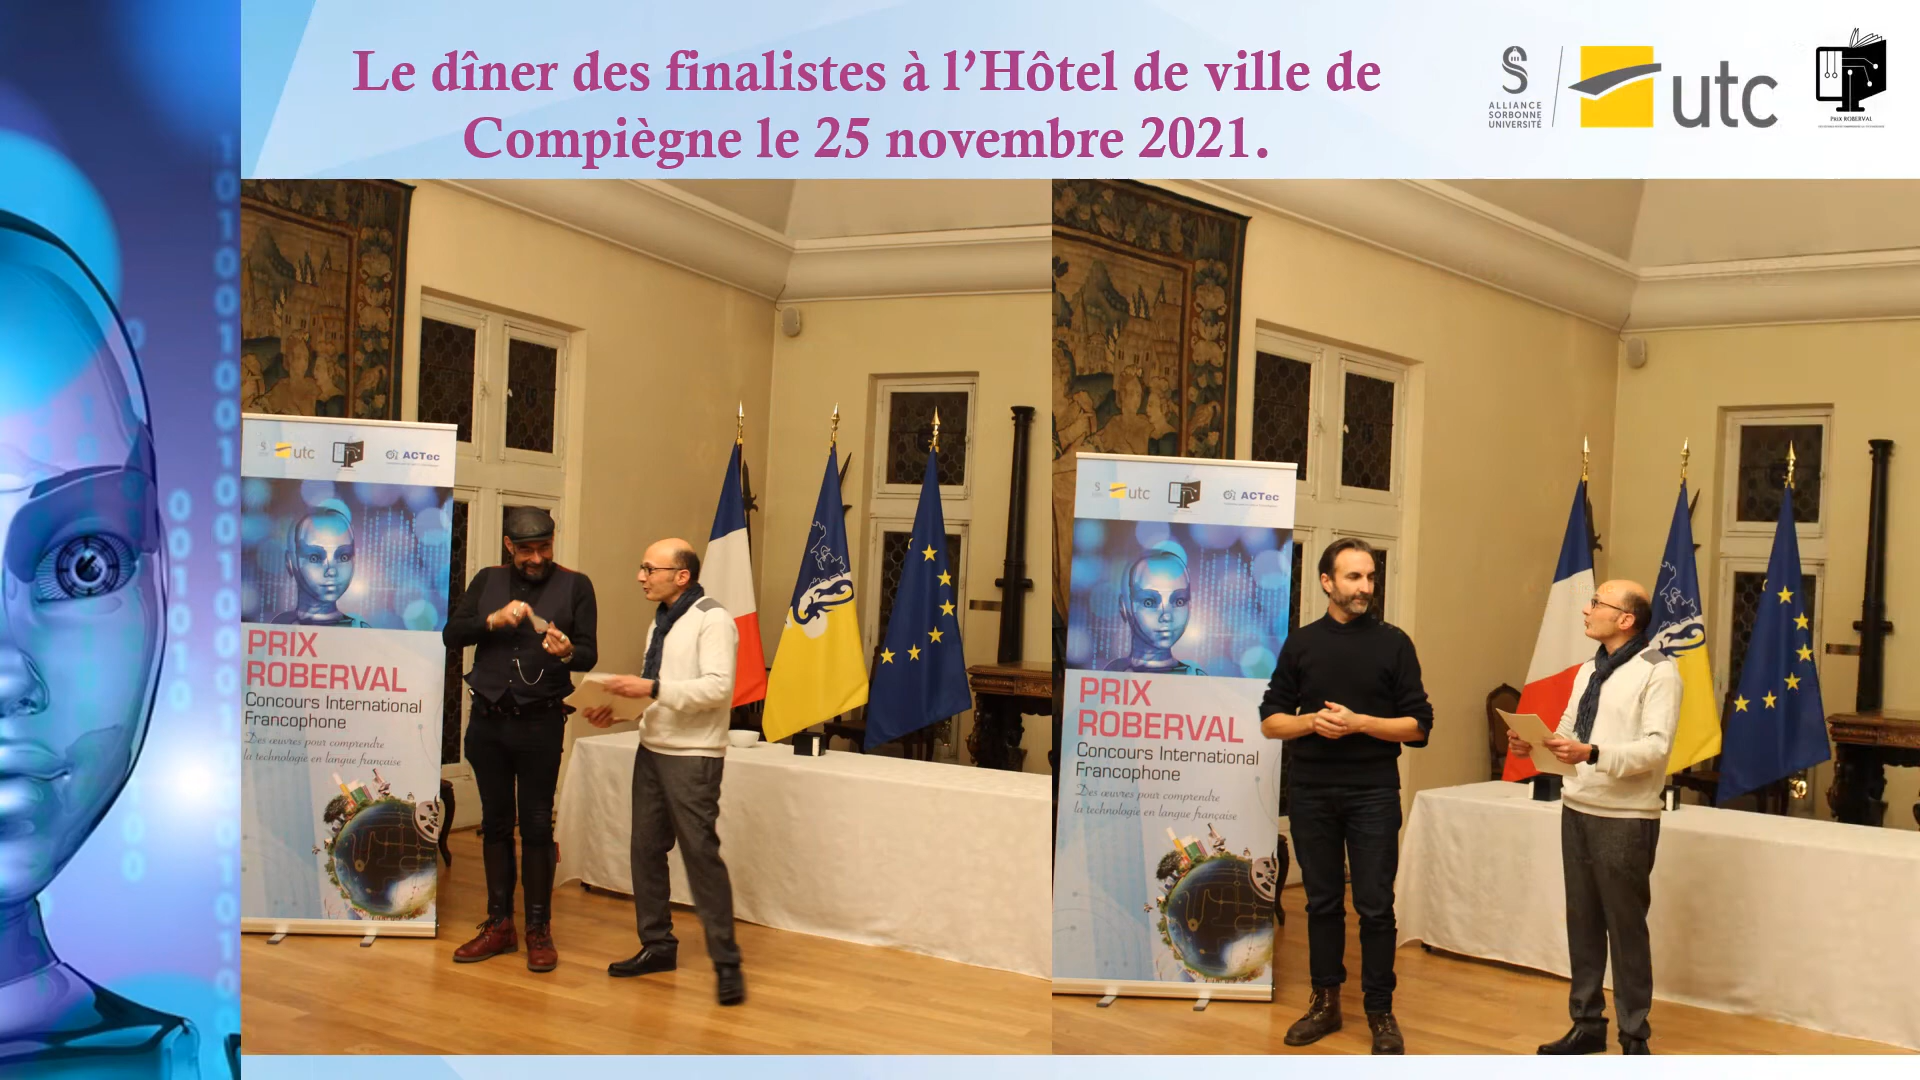 Le dîner des finalistes à l’Hôtel de ville de
Compiègne le 25 novembre 2021.
ALLIANCE
SORBONNE
UNIVERSITÉ
utc
Prix ROBERVAL
utc
ACTec
PRIX
ROBERVAL
Concours International
Francophone
Des œuvres pour comprendre
la technologie en langue française
utc
ACTec
PRIX
ROBERVAL
Concours International
Francophone
Des œuvres pour comprendre
la technologie en langue française